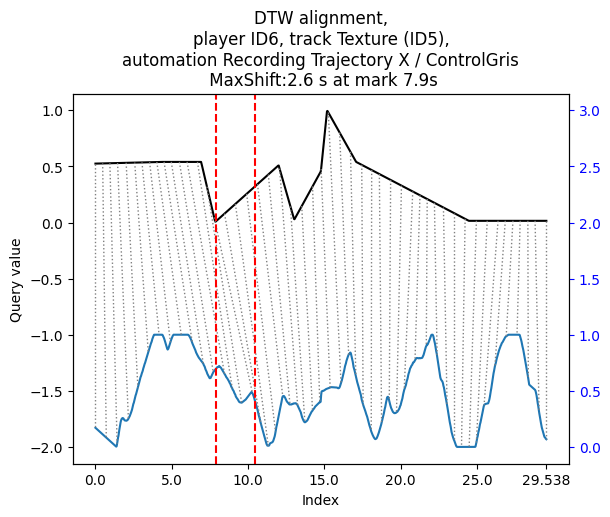 DTW alignment,
player ID6, track Texture (ID5),
automation Recording Trajectory X / ControlGris
MaxShift:2.6 s at mark 7.9s
1.0
0.5
0.0
−0.5
−1.0
−1.5
−2.0
Query value
3.0
2.5
2.0
1.5
1.0
0.5
0.0
0.0 5.0 10.0 15.0 20.0 25.0 29.538
Index